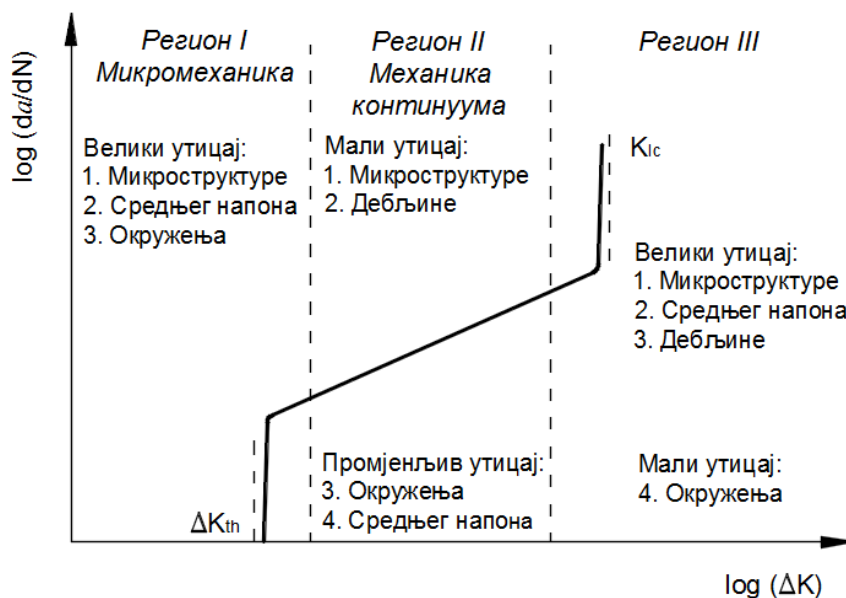 Регион I
Микромеханика
Регион II
Механика
континуума
Регион III
log (da/dN)
Велики утицај:
1. Микроструктуре
2. Средњег напона
3. Окружења
Мали утицај:
1. Микроструктуре
2. Дебљине
KIc
Велики утицај:
1. Микроструктуре
2. Средњег напона
3. Дебљине
Промјенљив утицај:
3. Окружења
4. Средњег напона
Мали утицај:
4. Окружења
ΔKth
log (ΔK)